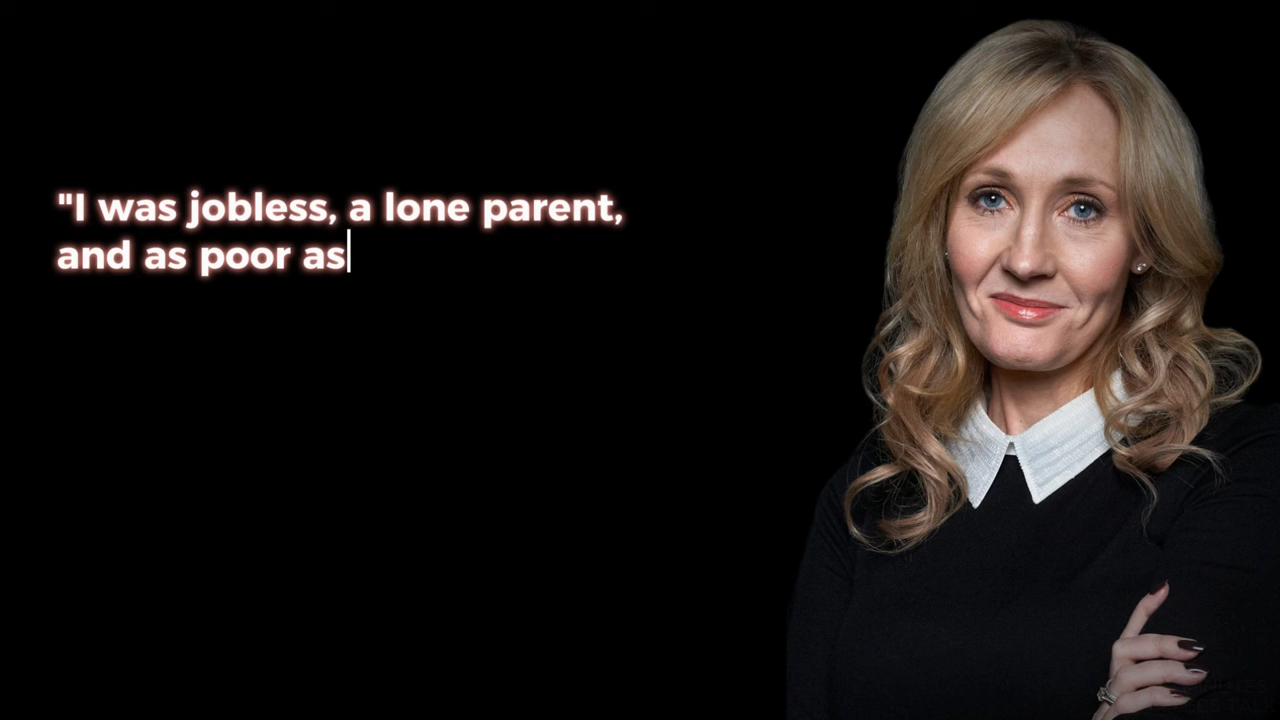 "I was jobless, a lone parent,
and as poor as